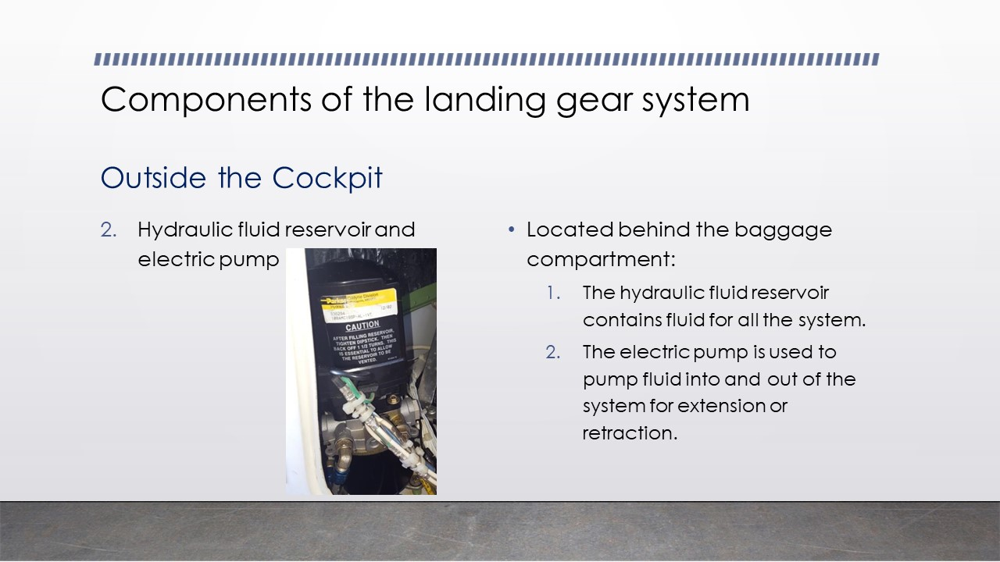 Components of the landing gear system
Outside the Cockpit
2. Hydraulic fluid reservoir and
electric pump
Parker
CAUTION
AFTER FILLING RESERVOIR,
TIGHTEN DIPSTICK. THEN
BACK OFF 1 1/2 TURNS. THIS
IS ESSENTIAL TO ALLOW
THE RESERVOIR TO BE
VENTED.
• Located behind the baggage
compartment:
1. The hydraulic fluid reservoir
contains fluid for all the system.
2. The electric pump is used to
pump fluid into and out of the
system for extension or
retraction.